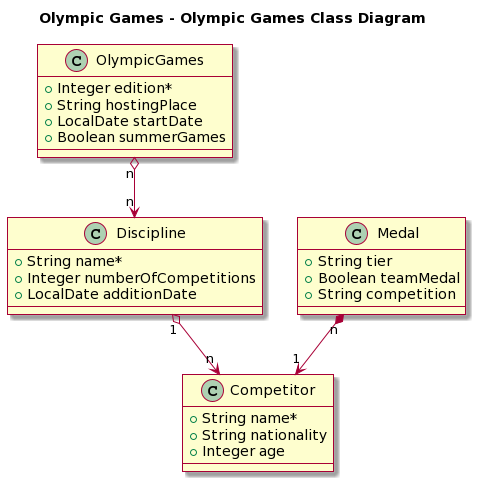 Olympic Games - Olympic Games Class Diagram
C OlympicGames
Integer edition*
String hostingPlace
LocalDate startDate
Boolean summerGames
n
n
C Discipline
String name*
Integer numberOfCompetitions
LocalDate additionDate
C Medal
String tier
Boolean teamMedal
String competition
1
n
n
1
C Competitor
String name*
String nationality
Integer age